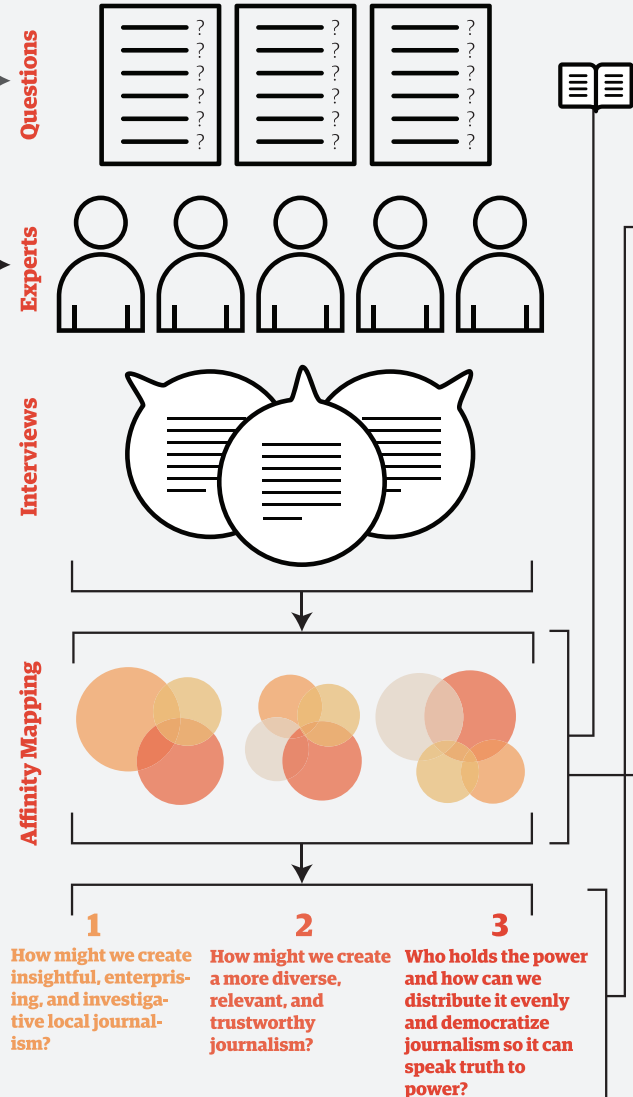 Questions
? ? ?
? ? ?
? ? ?
? ? ?
? ? ?
? ? ?
Experts
Interviews
Affinity Mapping
1
How might we create
insightful, enterpris-
ing, and investiga-
tive local journal-
ism?
2
How might we create
a more diverse,
relevant, and
trustworthy
journalism?
3
Who holds the power
and how can we
distribute it evenly
and democratize
journalism so it can
speak truth to
power?